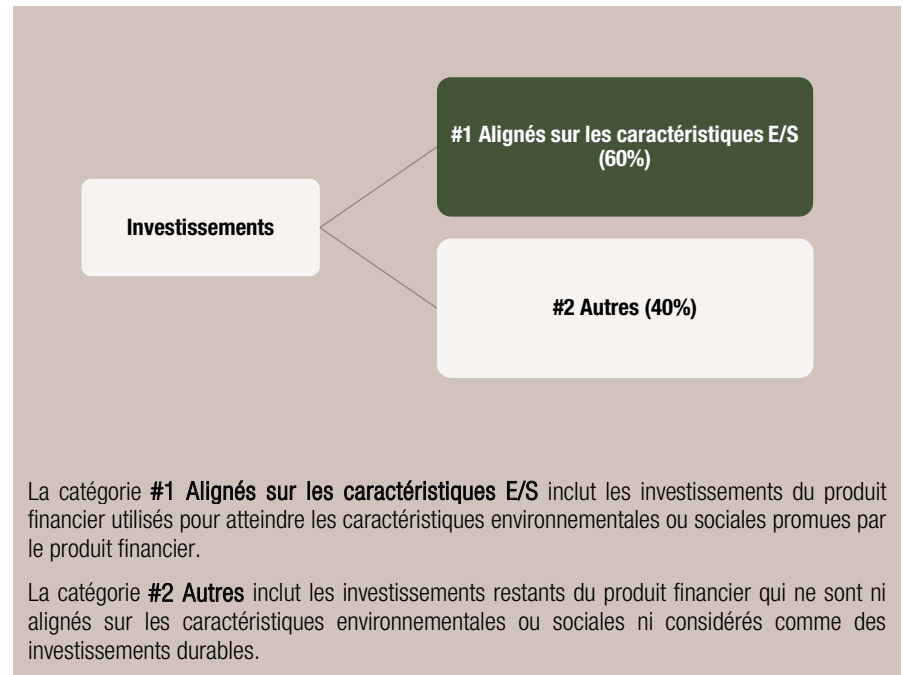 #1 Alignés sur les caractéristiques E/S
(60%)
Investissements
#2 Autres (40%)
La catégorie #1 Alignés sur les caractéristiques E/S inclut les investissements du produit
financier utilisés pour atteindre les caractéristiques environnementales ou sociales promues par
le produit financier.
La catégorie #2 Autres inclut les investissements restants du produit financier qui ne sont ni
alignés sur les caractéristiques environnementales ou sociales ni considérés comme des
investissements durables.